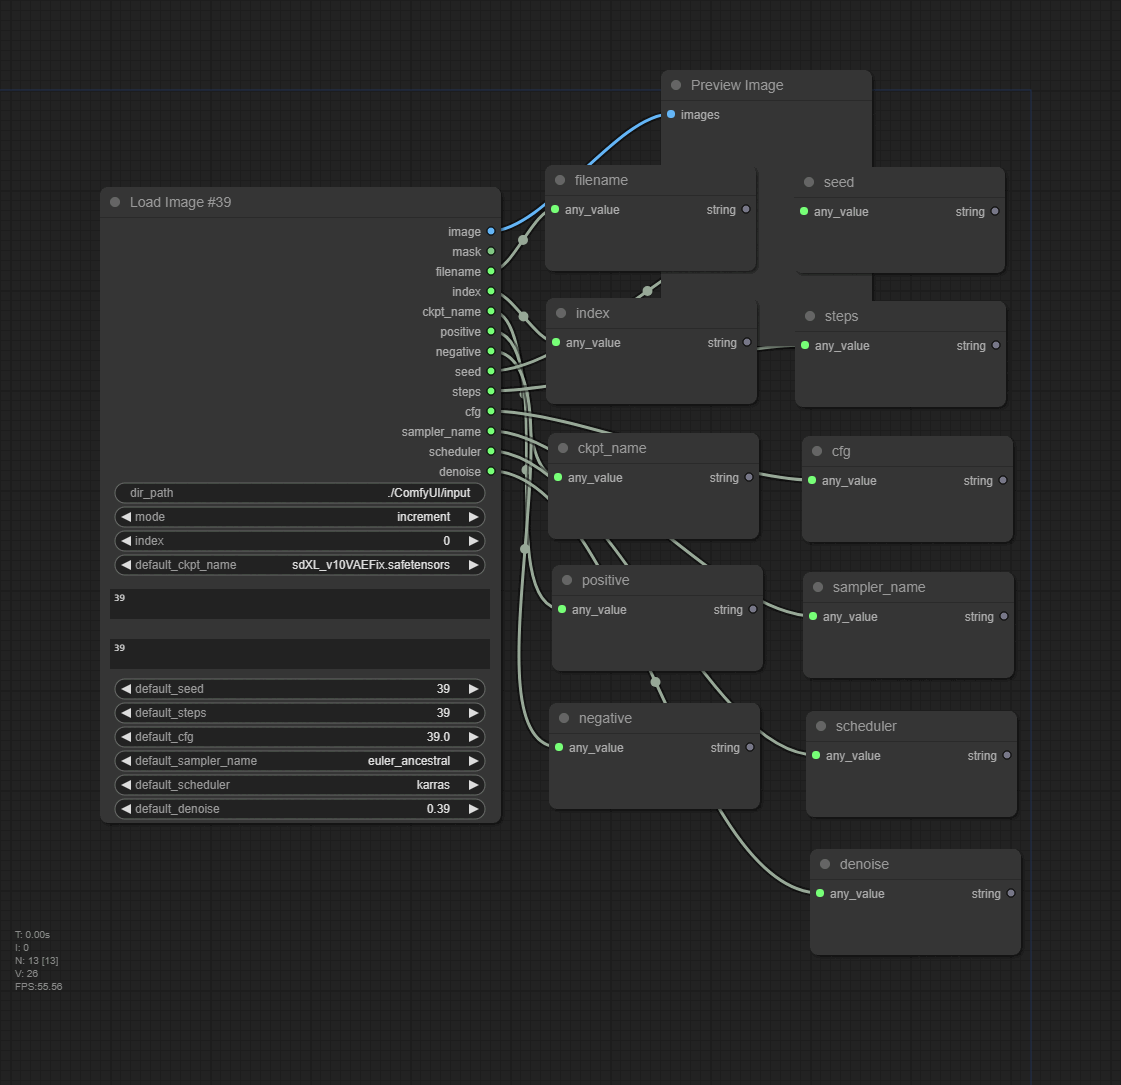 Preview Image
images
filename
any_value string
seed
any_value string
Load Image #39
image
mask
filename
index
ckpt_name
positive
negative
seed
steps
cfg
sampler_name
scheduler
denoise
dir_path ./ComfyUI/input
mode increment
index 0
default_ckpt_name sdXL_v10VAEFix.safetensors
39
39
default_seed 39
default_steps 39
default_cfg 39.0
default_sampler_name euler_ancestral
default_scheduler karras
default_denoise 0.39
index
any_value string
steps
any_value string
ckpt_name
any_value string
cfg
any_value string
positive
any_value string
sampler_name
any_value string
negative
any_value string
scheduler
any_value string
denoise
any_value string
T: 0.00s
I: 0
N: 13 [13]
V: 26
FPS:55.56